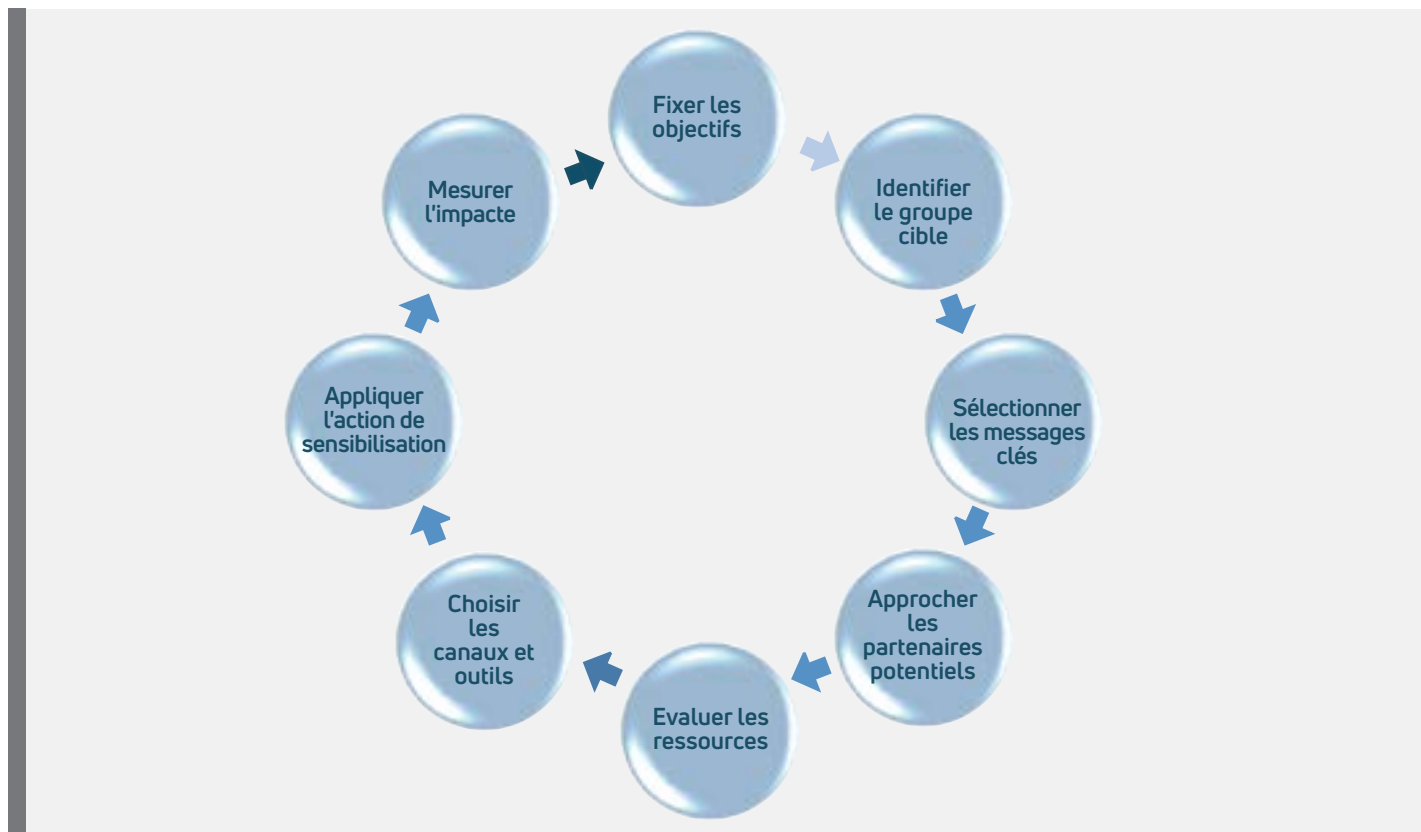 Fixer les
objectifs
Identifier
le groupe
cible
Sélectionner
les messages
clés
Approcher
les
partenaires
potentiels
Evaluer les
ressources
Choisir
les
canaux et
outils
Appliquer
l'action de
sensibilisation
Mesurer
l'impacte